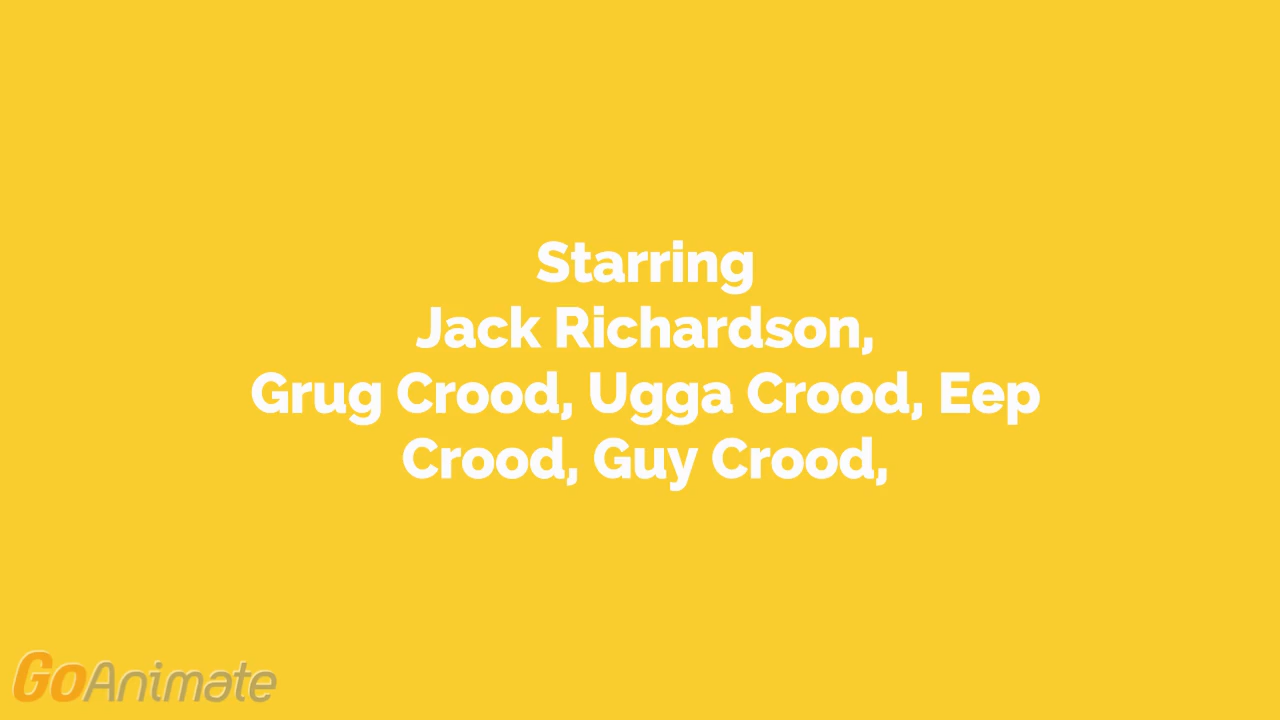 Starring
Jack Richardson,
Grug Crood, Ugga Crood, Eep
Crood, Guy Crood,
GoAnimate